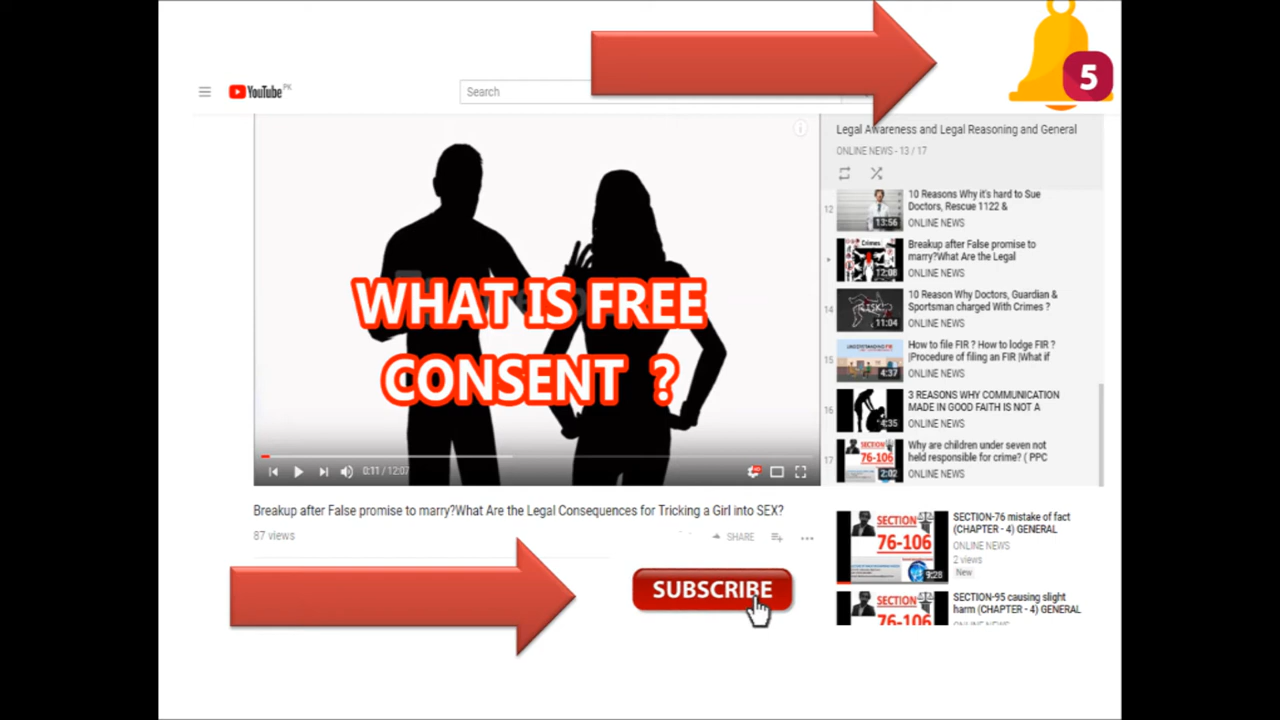 5
YouTube PK
Search
WHAT IS FREE
CONSENT ?
0:11 / 12:07
Breakup after False promise to marry?What Are the Legal Consequences for Tricking a Girl into SEX?
87 views
SHARE
SUBSCRIBE
Legal Awareness and Legal Reasoning and General
ONLINE NEWS - 13 / 17
12
13:56
10 Reasons Why it's hard to Sue
Doctors, Rescue 1122 &
ONLINE NEWS
Crimes
12:08
Breakup after False promise to
marry?What Are the Legal
ONLINE NEWS
14
RISK!
11:04
10 Reason Why Doctors, Guardian &
Sportsman charged With Crimes ?
ONLINE NEWS
15
4:37
How to file FIR ? How to lodge FIR ?
|Procedure of filing an FIR |What if
ONLINE NEWS
16
4:35
3 REASONS WHY COMMUNICATION
MADE IN GOOD FAITH IS NOT A
ONLINE NEWS
17
SECTION
76-106
2:02
Why are children under seven not
held responsible for crime? ( PPC
ONLINE NEWS
SECTION
76-106
9:28
SECTION-76 mistake of fact
(CHAPTER - 4) GENERAL
ONLINE NEWS
2 views
New
SECTION
76-106
SECTION-95 causing slight
harm (CHAPTER - 4) GENERAL